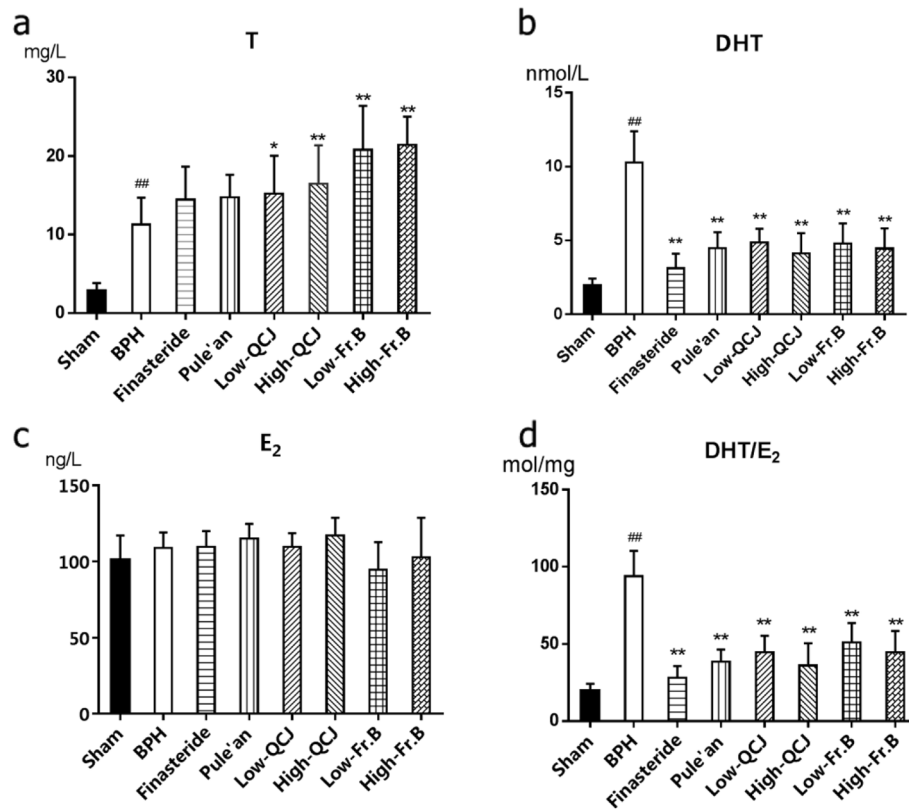 a
T
mg/L
30
20
10
0
##
*
**
**
**
Sham
BPH
Finasteride
Pule'an
Low-QCJ
High-QCJ
Low-Fr.B
High-Fr.B
b
DHT
nmol/L
15
10
5
0
##
**
**
**
**
**
**
Sham
BPH
Finasteride
Pule'an
Low-QCJ
High-QCJ
Low-Fr.B
High-Fr.B
c
E₂
ng/L
150
100
50
0
Sham
BPH
Finasteride
Pule'an
Low-QCJ
High-QCJ
Low-Fr.B
High-Fr.B
d
DHT/E₂
mol/mg
150
100
50
0
##
**
**
**
**
**
**
Sham
BPH
Finasteride
Pule'an
Low-QCJ
High-QCJ
Low-Fr.B
High-Fr.B